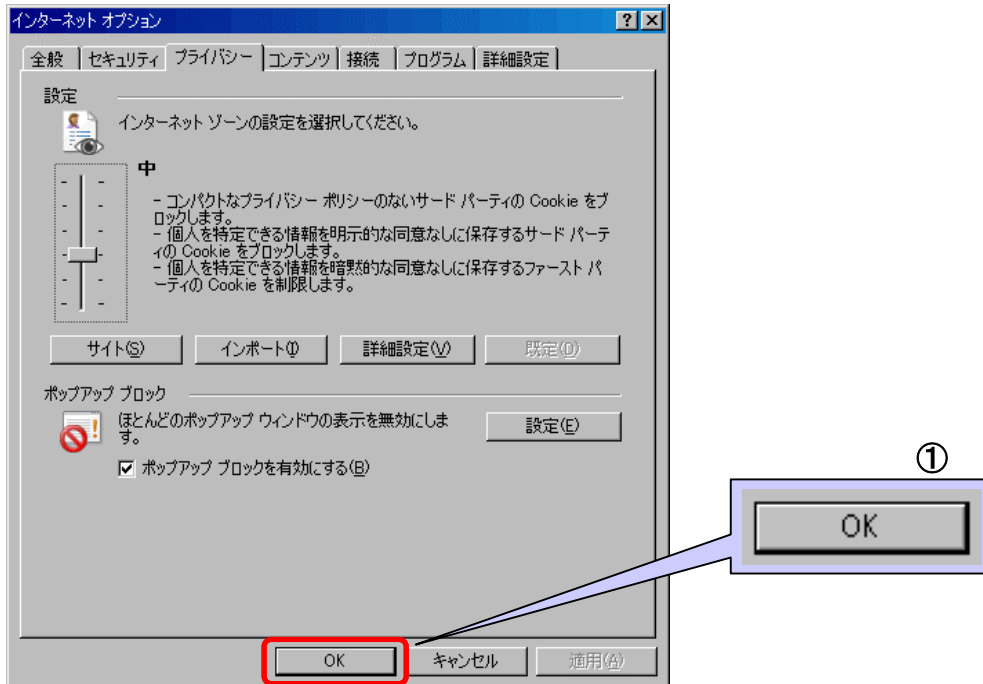 インターネット オプション
全般 セキュリティ プライバシー コンテンツ 接続 プログラム 詳細設定
設定
インターネット ゾーンの設定を選択してください。
中
- コンパクトなプライバシー ポリシーのないサード パーティの Cookie をブ
ロックします。
- 個人を特定できる情報を明示的な同意なしに保存するサード パーテ
ィの Cookie をブロックします。
- 個人を特定できる情報を暗黙的な同意なしに保存するファースト パ
ーティの Cookie を制限します。
サイト(S) インポート(I) 詳細設定(V) 既定(D)
ポップアップ ブロック
ほとんどのポップアップ ウィンドウの表示を無効にしま
す。
設定(E)
ポップアップ ブロックを有効にする(B)
①
OK
OK キャンセル 適用(A)